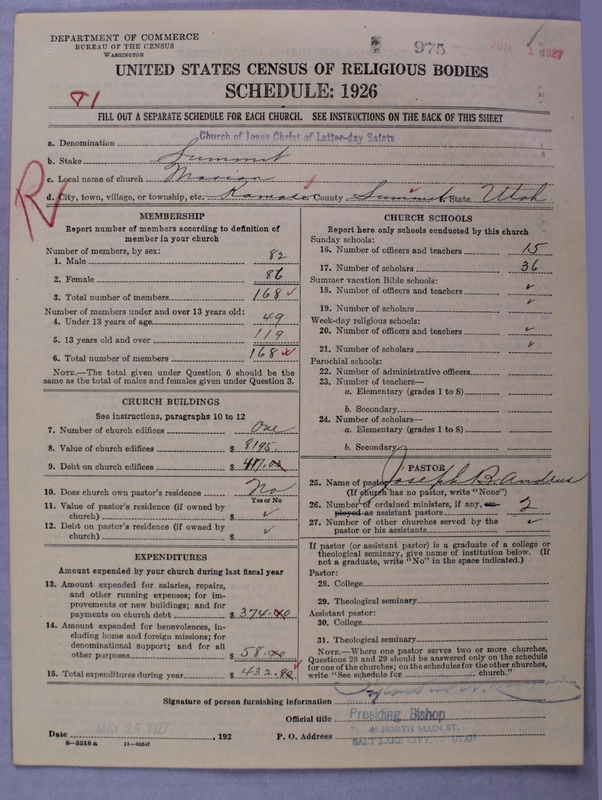 DEPARTMENT OF COMMERCE
BUREAU OF THE CENSUS
WASHINGTON
975
JUN 1 1927
UNITED STATES CENSUS OF RELIGIOUS BODIES
SCHEDULE: 1926
FILL OUT A SEPARATE SCHEDULE FOR EACH CHURCH. SEE INSTRUCTIONS ON THE BACK OF THIS SHEET
a. Denomination Church of Jesus Christ of Latter-day Saints
b. Stake Summit
c. Local name of church Marion
d. City, town, village, or township, etc. Kamas County Summit State Utah
MEMBERSHIP
Report number of members according to definition of member in your church
Number of members, by sex:
1. Male 82
2. Female 86
3. Total number of members 168
Number of members under and over 13 years old:
4. Under 13 years of age 49
5. 13 years old and over 119
6. Total number of members 168
NOTE.—The total given under Question 6 should be the
same as the total of males and females given under Question 3.
CHURCH BUILDINGS
See instructions, paragraphs 10 to 12
7. Number of church edifices One
8. Value of church edifices $ 8195.
9. Debt on church edifices $ 417.00
10. Does church own pastor's residence No
Yes or No
11. Value of pastor's residence (if owned by
church) $ ✓
12. Debt on pastor's residence (if owned by
church) $ ✓
EXPENDITURES
Amount expended by your church during last fiscal year
13. Amount expended for salaries, repairs,
and other running expenses; for im-
provements or new buildings; and for
payments on church debt $ 374.00
14. Amount expended for benevolences, in-
cluding home and foreign missions; for
denominational support; and for all
other purposes $ 58.00
15. Total expenditures during year $ 432.00
CHURCH SCHOOLS
Report here only schools conducted by this church
Sunday schools:
16. Number of officers and teachers 15
17. Number of scholars 36
Summer vacation Bible schools:
18. Number of officers and teachers ✓
19. Number of scholars ✓
Week-day religious schools:
20. Number of officers and teachers ✓
21. Number of scholars ✓
Parochial schools:
22. Number of administrative officers
23. Number of teachers—
a. Elementary (grades 1 to 8)
b. Secondary
24. Number of scholars—
a. Elementary (grades 1 to 8)
b. Secondary
PASTOR
25. Name of pastor Joseph B. Andrus
(If church has no pastor, write "None")
26. Number of ordained ministers, if any, em-
ployed as assistant pastors 2
27. Number of other churches served by the
pastor or his assistants ✓
If pastor (or assistant pastor) is a graduate of a college or
theological seminary, give name of institution below. (If
not a graduate, write "No" in the space indicated.)
Pastor:
28. College
29. Theological seminary
Assistant pastor:
30. College
31. Theological seminary
NOTE.—Where one pastor serves two or more churches,
Questions 28 and 29 should be answered only on the schedule
for one of the churches; on the schedules for the other churches,
write "See schedule for church."
Signature of person furnishing information
Official title Presiding Bishop
Date MAY 25 1927, 192 P. O. Address 40 NORTH MAIN ST.
SALT LAKE CITY, UTAH
8—5318 a 11—9554f